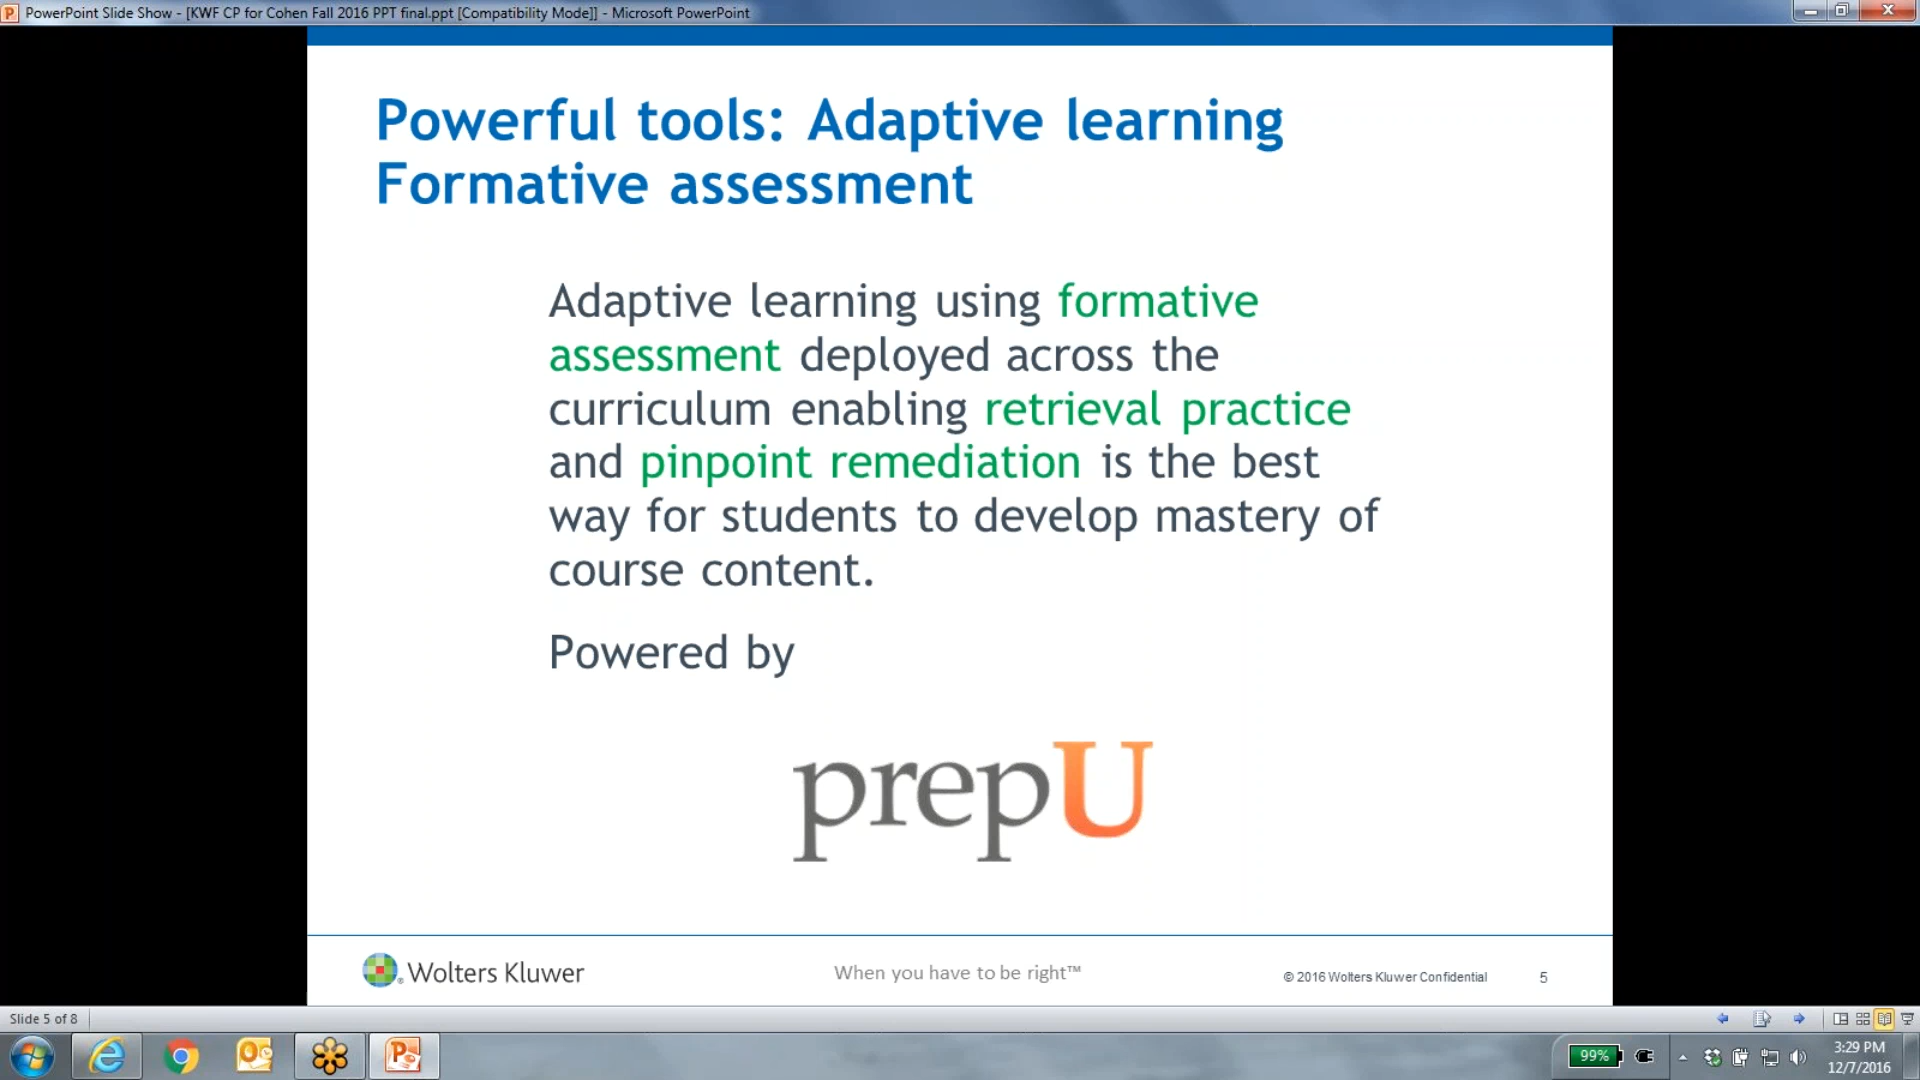 PowerPoint Slide Show - [KWF CP for Cohen Fall 2016 PPT final.ppt [Compatibility Mode]] - Microsoft PowerPoint
Powerful tools: Adaptive learning
Formative assessment
Adaptive learning using formative
assessment deployed across the
curriculum enabling retrieval practice
and pinpoint remediation is the best
way for students to develop mastery of
course content.
Powered by
prepU
Wolters Kluwer
When you have to be right™
© 2016 Wolters Kluwer Confidential
5
Slide 5 of 8
99%
3:29 PM
12/7/2016